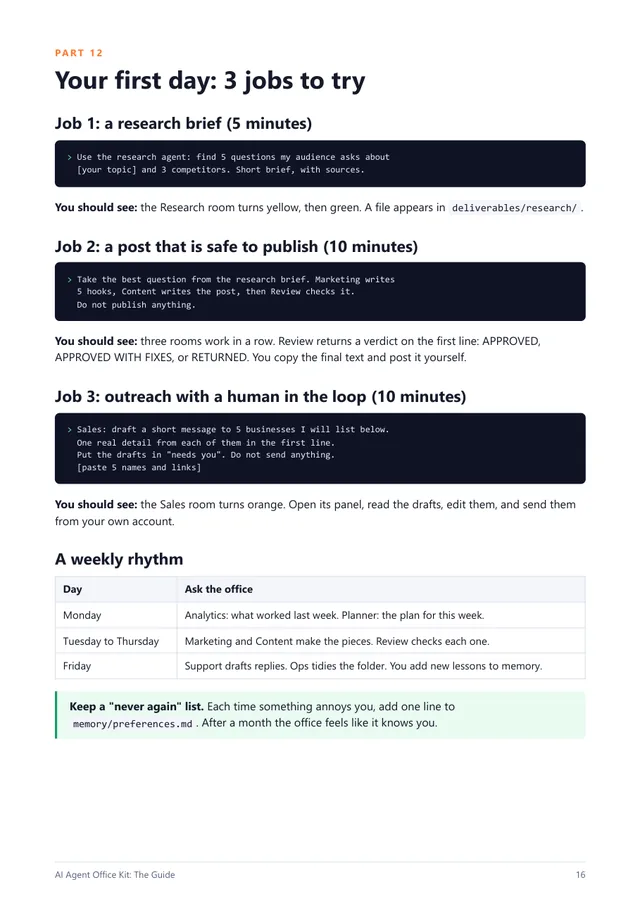 PART 12
Your first day: 3 jobs to try
Job 1: a research brief (5 minutes)
> Use the research agent: find 5 questions my audience asks about
[your topic] and 3 competitors. Short brief, with sources.
You should see: the Research room turns yellow, then green. A file appears in deliverables/research/ .
Job 2: a post that is safe to publish (10 minutes)
> Take the best question from the research brief. Marketing writes
5 hooks, Content writes the post, then Review checks it.
Do not publish anything.
You should see: three rooms work in a row. Review returns a verdict on the first line: APPROVED,
APPROVED WITH FIXES, or RETURNED. You copy the final text and post it yourself.
Job 3: outreach with a human in the loop (10 minutes)
> Sales: draft a short message to 5 businesses I will list below.
One real detail from each of them in the first line.
Put the drafts in "needs you". Do not send anything.
[paste 5 names and links]
You should see: the Sales room turns orange. Open its panel, read the drafts, edit them, and send them
from your own account.
A weekly rhythm
Day Ask the office
Monday Analytics: what worked last week. Planner: the plan for this week.
Tuesday to Thursday Marketing and Content make the pieces. Review checks each one.
Friday Support drafts replies. Ops tidies the folder. You add new lessons to memory.
Keep a "never again" list. Each time something annoys you, add one line to
memory/preferences.md . After a month the office feels like it knows you.
AI Agent Office Kit: The Guide 16